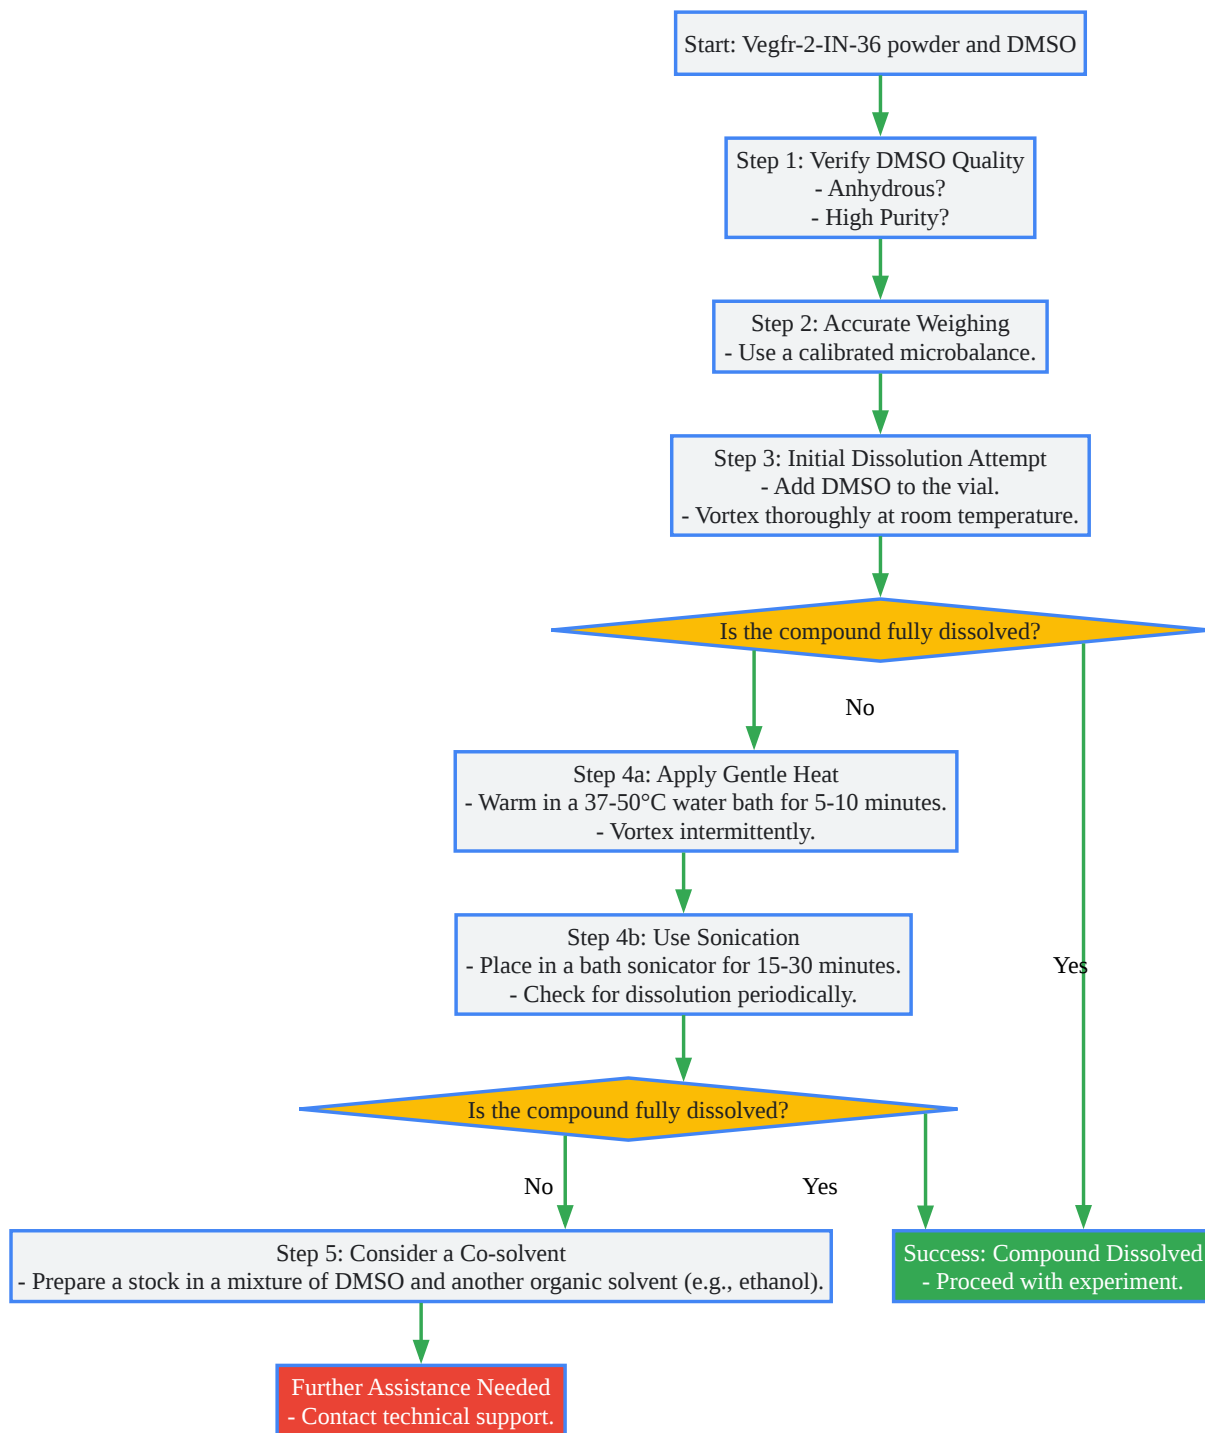 Start: Vegfr-2-IN-36 powder and DMSO
Step 1: Verify DMSO Quality
- Anhydrous?
- High Purity?
Step 2: Accurate Weighing
- Use a calibrated microbalance.
Step 3: Initial Dissolution Attempt
- Add DMSO to the vial.
- Vortex thoroughly at room temperature.
Is the compound fully dissolved?
No
Step 4a: Apply Gentle Heat
- Warm in a 37-50°C water bath for 5-10 minutes.
- Vortex intermittently.
Step 4b: Use Sonication
- Place in a bath sonicator for 15-30 minutes.
- Check for dissolution periodically.
Yes
Is the compound fully dissolved?
No
Yes
Step 5: Consider a Co-solvent
- Prepare a stock in a mixture of DMSO and another organic solvent (e.g., ethanol).
Success: Compound Dissolved
- Proceed with experiment.
Further Assistance Needed
- Contact technical support.